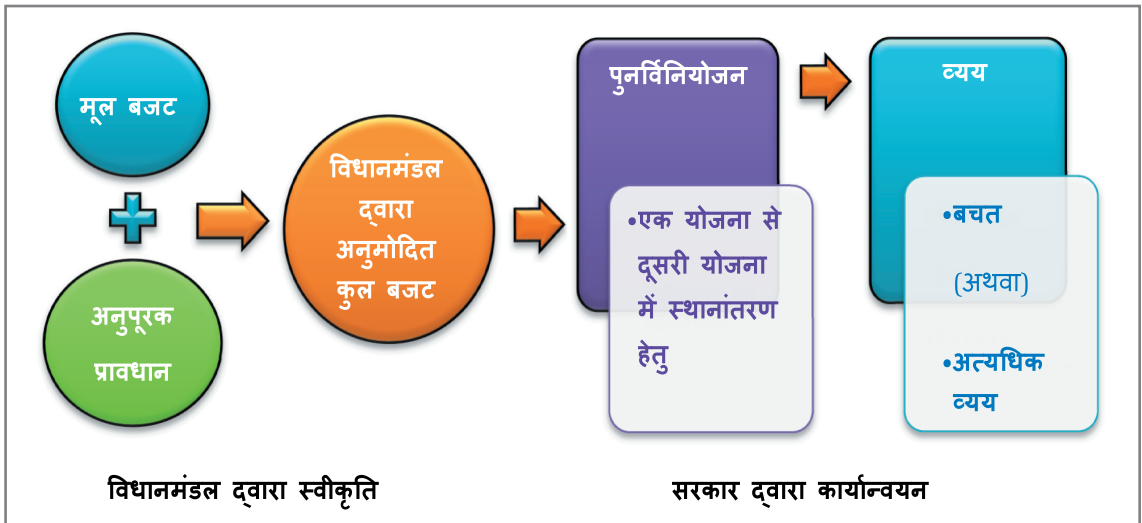 मूल बजट
अनुपूरक
प्रावधान
विधानमंडल
द्वारा
अनुमोदित
कुल बजट
पुनर्विनियोजन
•एक योजना से
दूसरी योजना
में स्थानांतरण
हेतु
व्यय
•बचत
(अथवा)
•अत्यधिक
व्यय
विधानमंडल द्वारा स्वीकृति
सरकार द्वारा कार्यान्वयन